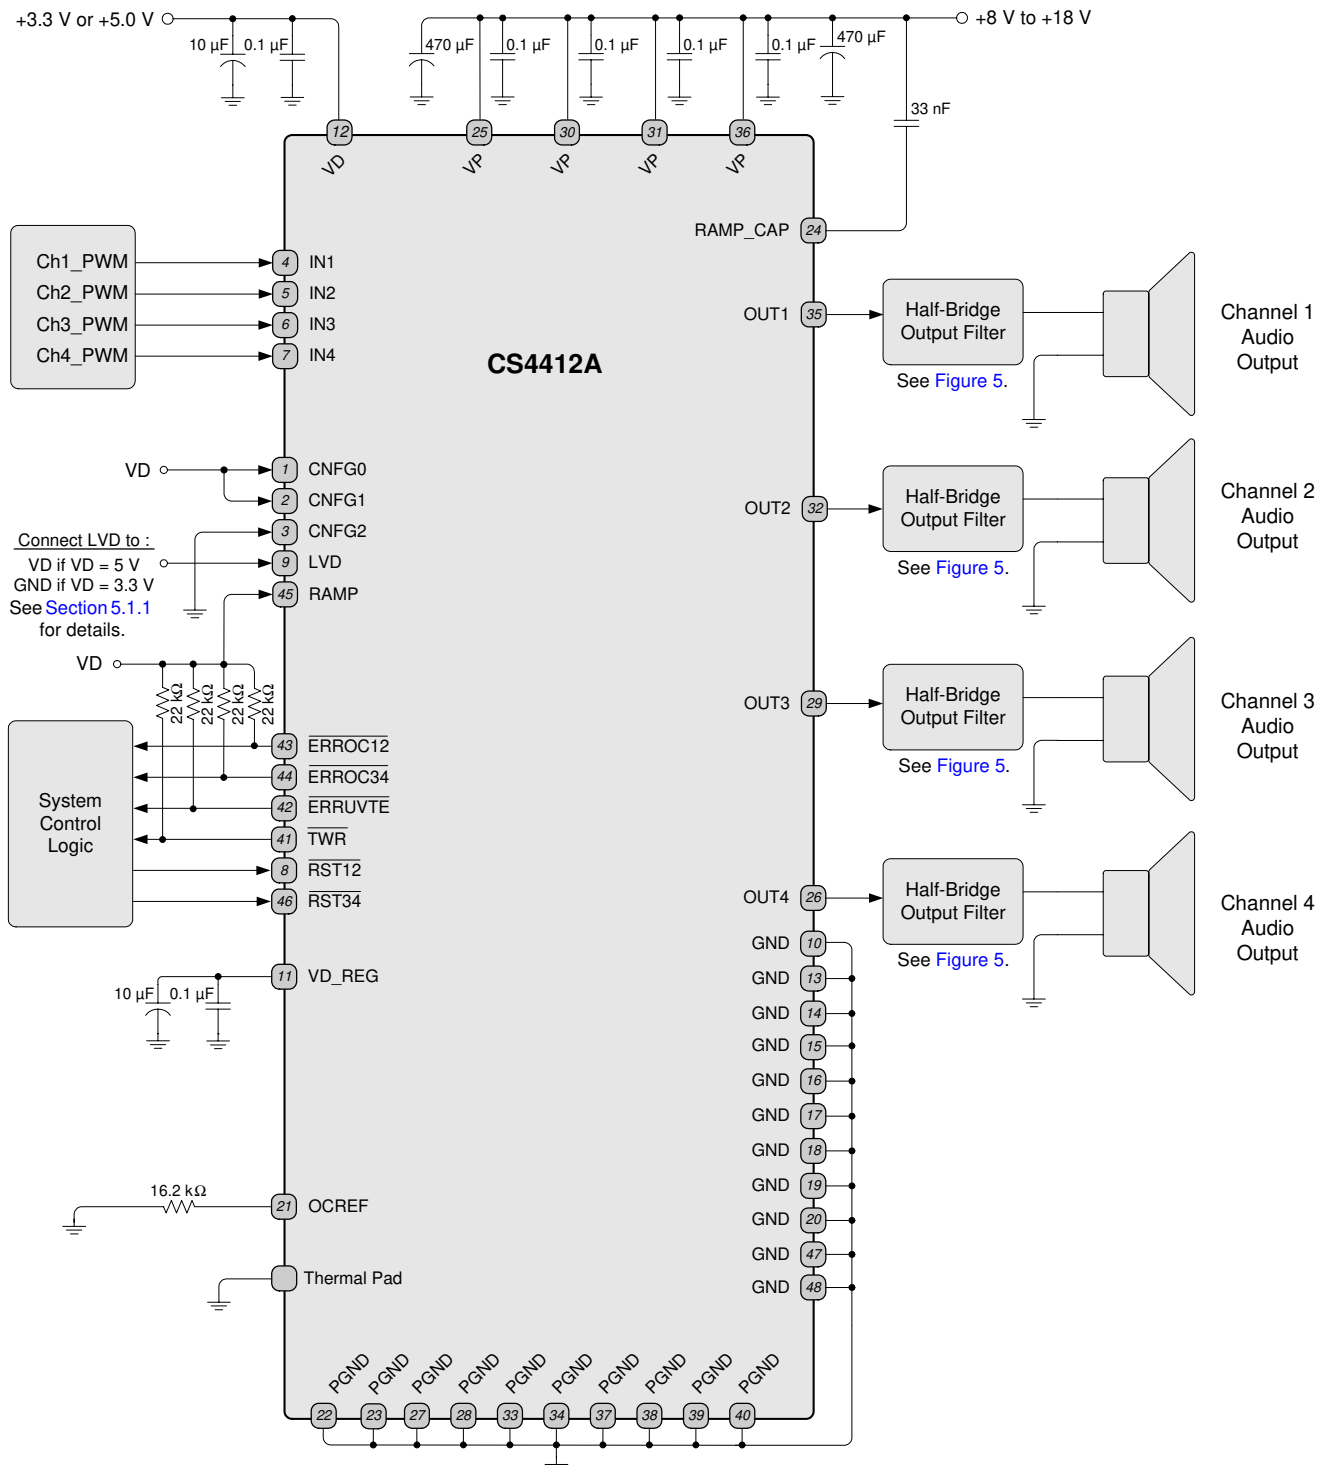 +3.3 V or +5.0 V
+8 V to +18 V
10 µF
0.1 µF
470 µF
0.1 µF
0.1 µF
0.1 µF
0.1 µF
470 µF
33 nF
12
25
30
31
36
VD
VP
VP
VP
VP
RAMP_CAP
24
Ch1_PWM
4
IN1
Ch2_PWM
5
IN2
Ch3_PWM
6
IN3
Ch4_PWM
7
IN4
CS4412A
OUT1
35
Half-Bridge
Output Filter
See Figure 5.
Channel 1
Audio
Output
VD
1
CNFG0
2
CNFG1
3
CNFG2
9
LVD
45
RAMP
Connect LVD to :
VD if VD = 5 V
GND if VD = 3.3 V
See Section 5.1.1
for details.
OUT2
32
Half-Bridge
Output Filter
See Figure 5.
Channel 2
Audio
Output
VD
22 kΩ
22 kΩ
22 kΩ
22 kΩ
OUT3
29
Half-Bridge
Output Filter
See Figure 5.
Channel 3
Audio
Output
System
Control
Logic
43
ERROC12
44
ERROC34
42
ERRUVTE
41
TWR
8
RST12
46
RST34
OUT4
26
Half-Bridge
Output Filter
See Figure 5.
Channel 4
Audio
Output
10 µF
0.1 µF
11
VD_REG
GND
10
GND
13
GND
14
GND
15
GND
16
GND
17
GND
18
GND
19
GND
20
GND
47
GND
48
16.2 kΩ
21
OCREF
Thermal Pad
PGND
PGND
PGND
PGND
PGND
PGND
PGND
PGND
PGND
PGND
22
23
27
28
33
34
37
38
39
40